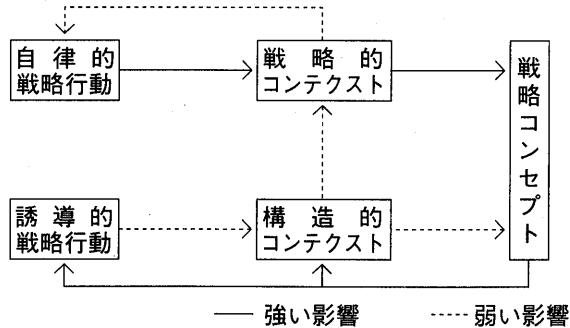 自律的
戦略行動
戦略的
コンテクスト
戦略コンセプト
誘導的
戦略行動
構造的
コンテクスト
強い影響
弱い影響